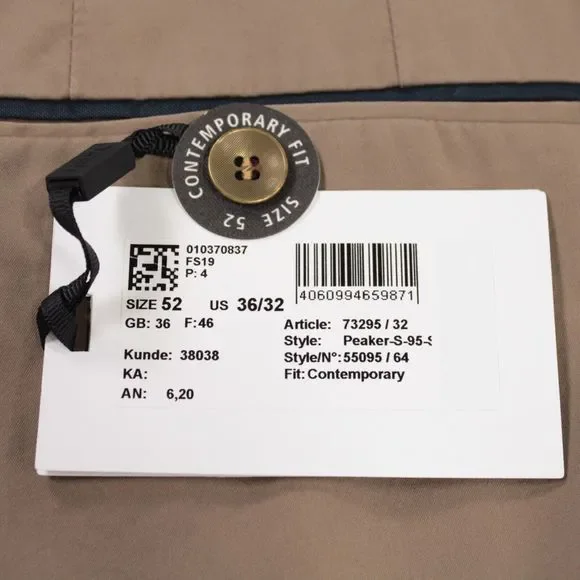 CONTEMPORARY FIT
SIZE 52
010370837
FS19
P: 4
4060994659871
SIZE 52 US 36/32
GB: 36 F: 46
Article: 73295 / 32
Style: Peaker-S-95-S
Kunde: 38038
Style/N°: 55095 / 64
KA:
Fit: Contemporary
AN: 6,20